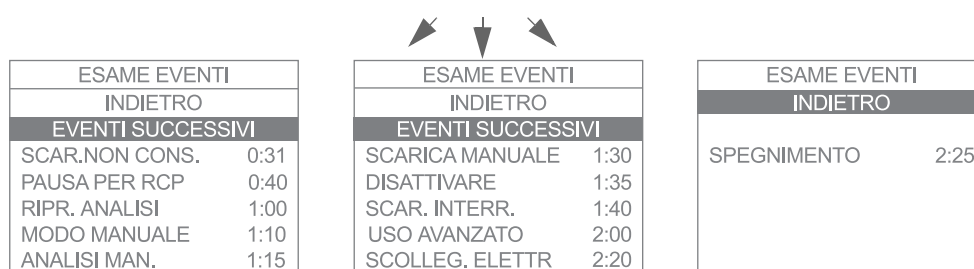 ESAME EVENTI
INDIETRO
EVENTI SUCCESSIVI
SCAR.NON CONS. 0:31
PAUSA PER RCP 0:40
RIPR. ANALISI 1:00
MODO MANUALE 1:10
ANALISI MAN. 1:15
ESAME EVENTI
INDIETRO
EVENTI SUCCESSIVI
SCARICA MANUALE 1:30
DISATTIVARE 1:35
SCAR. INTERR. 1:40
USO AVANZATO 2:00
SCOLLEG. ELETTR 2:20
ESAME EVENTI
INDIETRO
SPEGNIMENTO 2:25